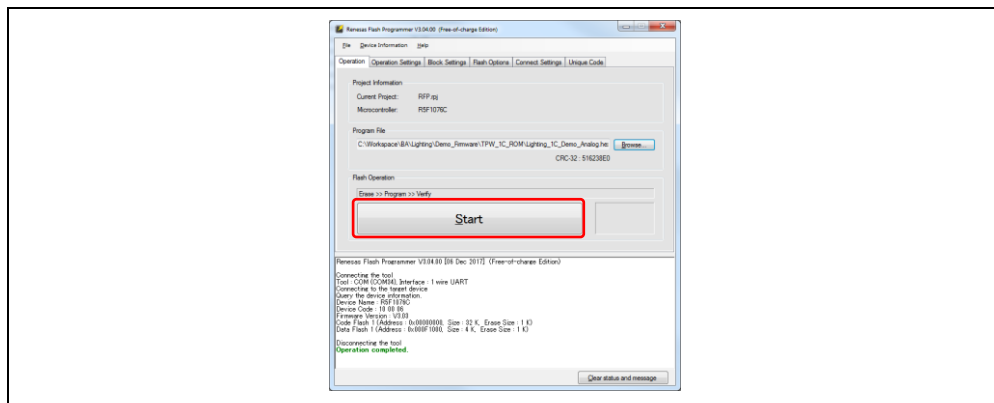 Renesas Flash Programmer V3.04.00 (Free-of-charge Edition)
File Device Information Help
Operation Operation Settings Block Settings Flash Options Connect Settings Unique Code
Project Information
Current Project: RFP.rpj
Microcontroller: R5F1076C
Program File
C:\Workspace\BA\Lighting\Demo_Firmware\TPW_1C_ROM\Lighting_1C_Demo_Analog.he: Browse...
CRC-32 : 516238E0
Flash Operation
Erase >> Program >> Verify
Start
Renesas Flash Programmer V3.04.00 [06 Dec 2017] (Free-of-charge Edition)
Connecting the tool
Tool : COM (COM34), Interface : 1 wire UART
Connecting to the target device
Query the device information.
Device Name : R5F1076C
Device Code : 10 00 06
Firmware Version : V3.03
Code Flash 1 (Address : 0x00000000, Size : 32 K, Erase Size : 1 K)
Data Flash 1 (Address : 0x000F1000, Size : 4 K, Erase Size : 1 K)
Disconnecting the tool
Operation completed.
Clear status and message